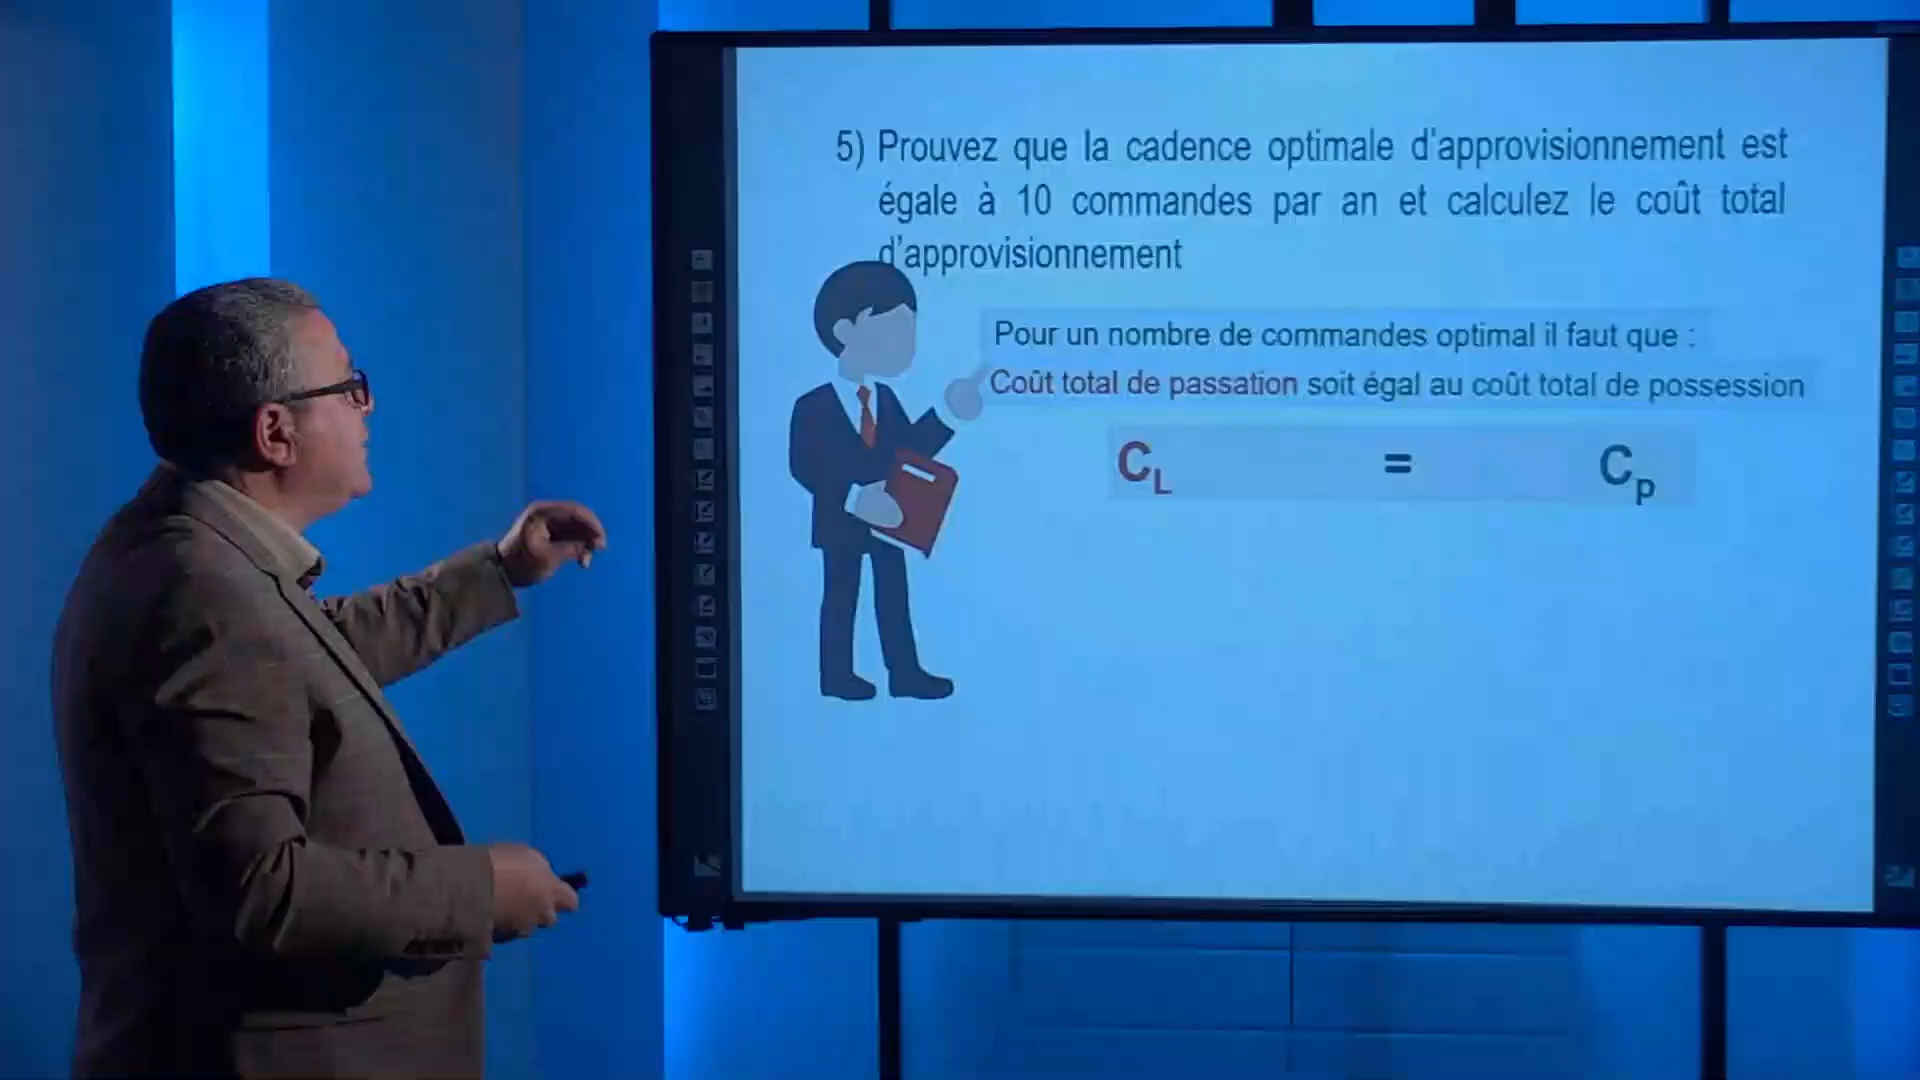 5) Prouvez que la cadence optimale d'approvisionnement est
égale à 10 commandes par an et calculez le coût total
d'approvisionnement
Pour un nombre de commandes optimal il faut que :
Coût total de passation soit égal au coût total de possession
C_L = C_p